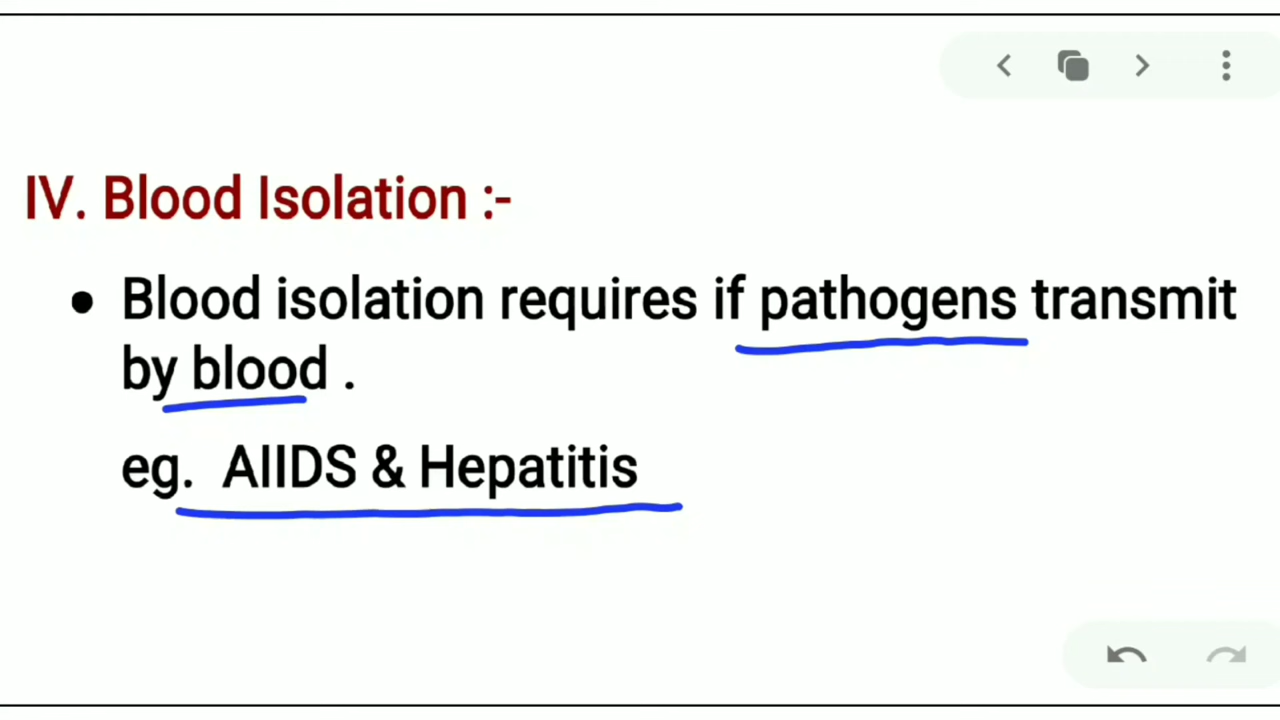 IV. Blood Isolation :-
• Blood isolation requires if pathogens transmit
by blood .
eg. AIIDS & Hepatitis